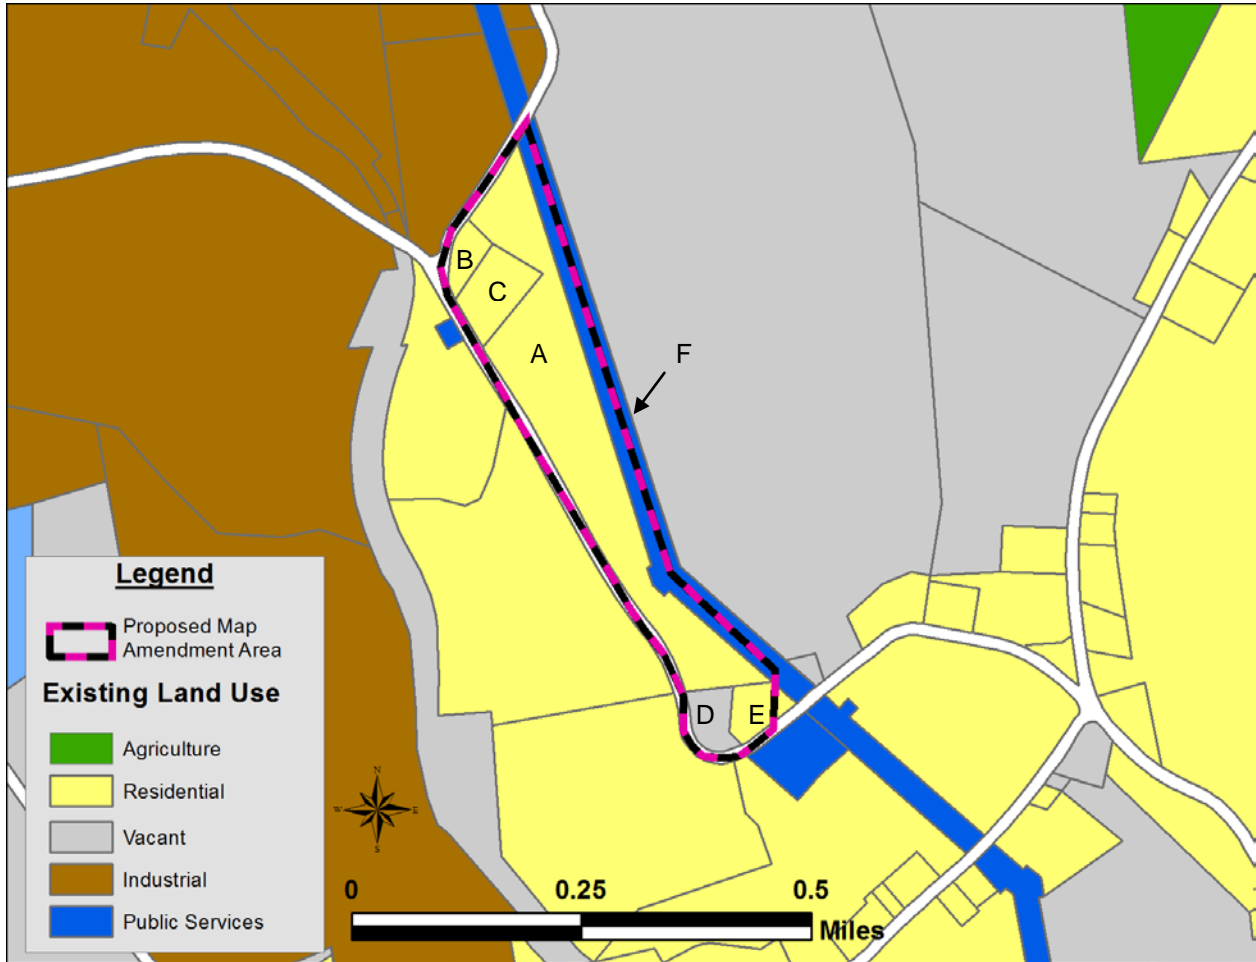 B
C
A
F
D
E
Legend
Proposed Map
Amendment Area
Existing Land Use
Agriculture
Residential
Vacant
Industrial
Public Services
N
W
E
S
0
0.25
0.5
Miles